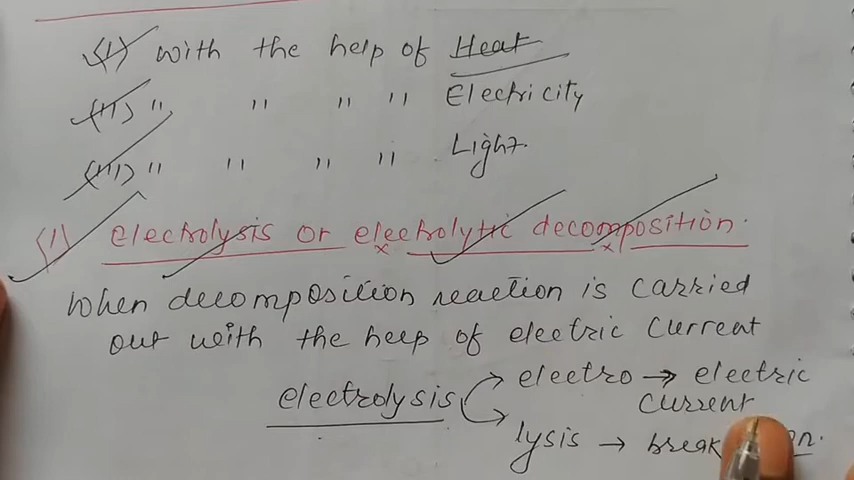 (i) with the help of Heat
(ii) " " " " Electricity
(iii) " " " " Light.
(1) Electrolysis or electrolytic decomposition.
When decomposition reaction is carried
out with the help of electric current
electrolysis → electro → electric
current
→ lysis → break